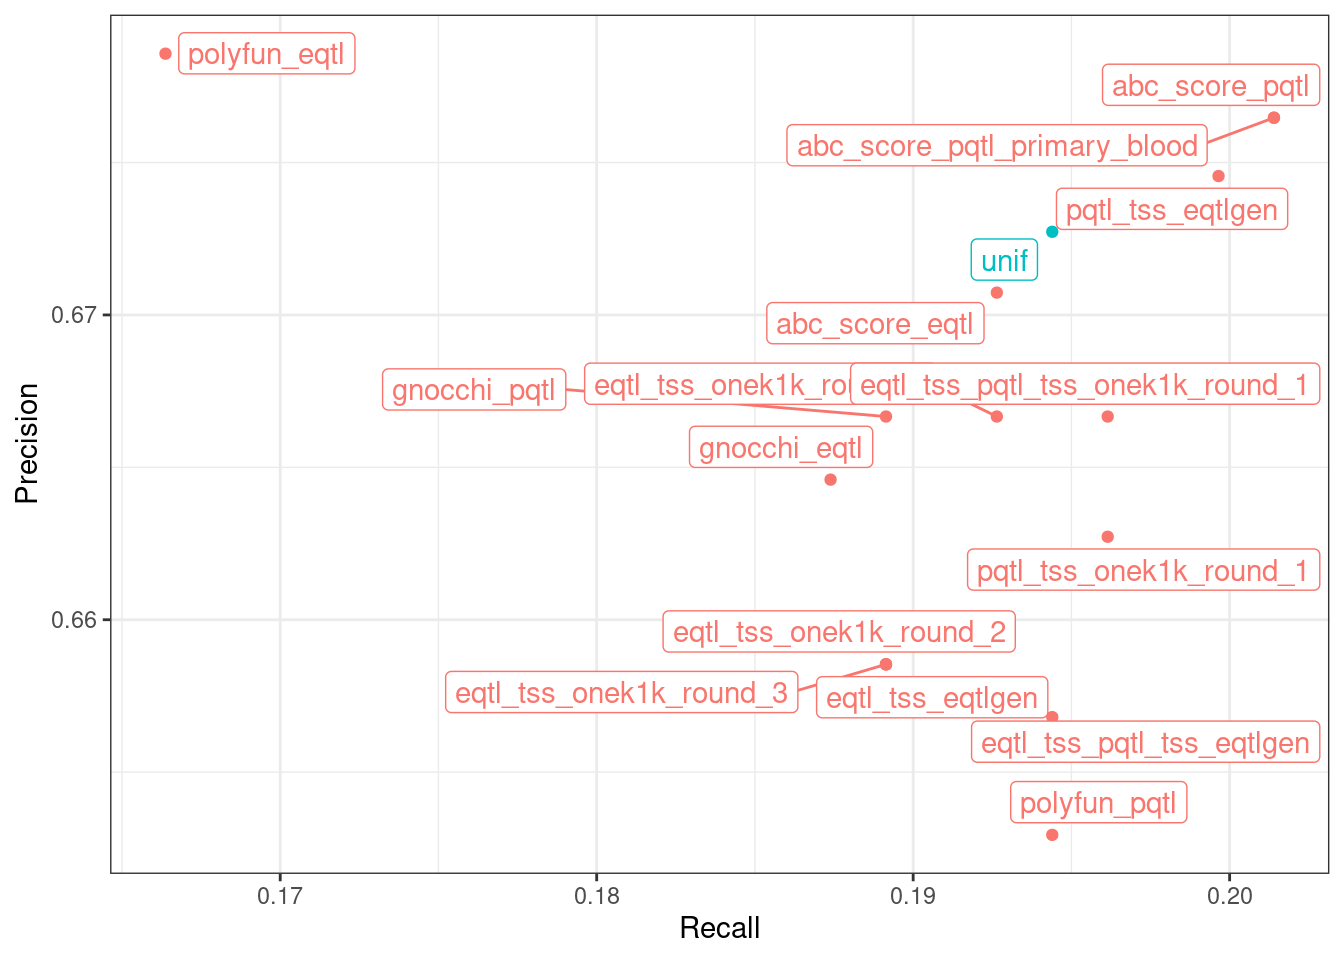 polyfun_eqtl
abc_score_pqtl
abc_score_pqtl_primary_blood
pqtl_tss_eqtlgen
unif
abc_score_eqtl
gnocchi_pqtl
eqtl_tss_onek1k
eqtl_tss_pqtl_tss_onek1k_round_1
gnocchi_eqtl
pqtl_tss_onek1k_round_1
eqtl_tss_onek1k_round_2
eqtl_tss_onek1k_round_3
eqtl_tss_eqtlgen
eqtl_tss_pqtl_tss_eqtlgen
polyfun_pqtl
0.67
0.66
Precision
0.17 0.18 0.19 0.20
Recall